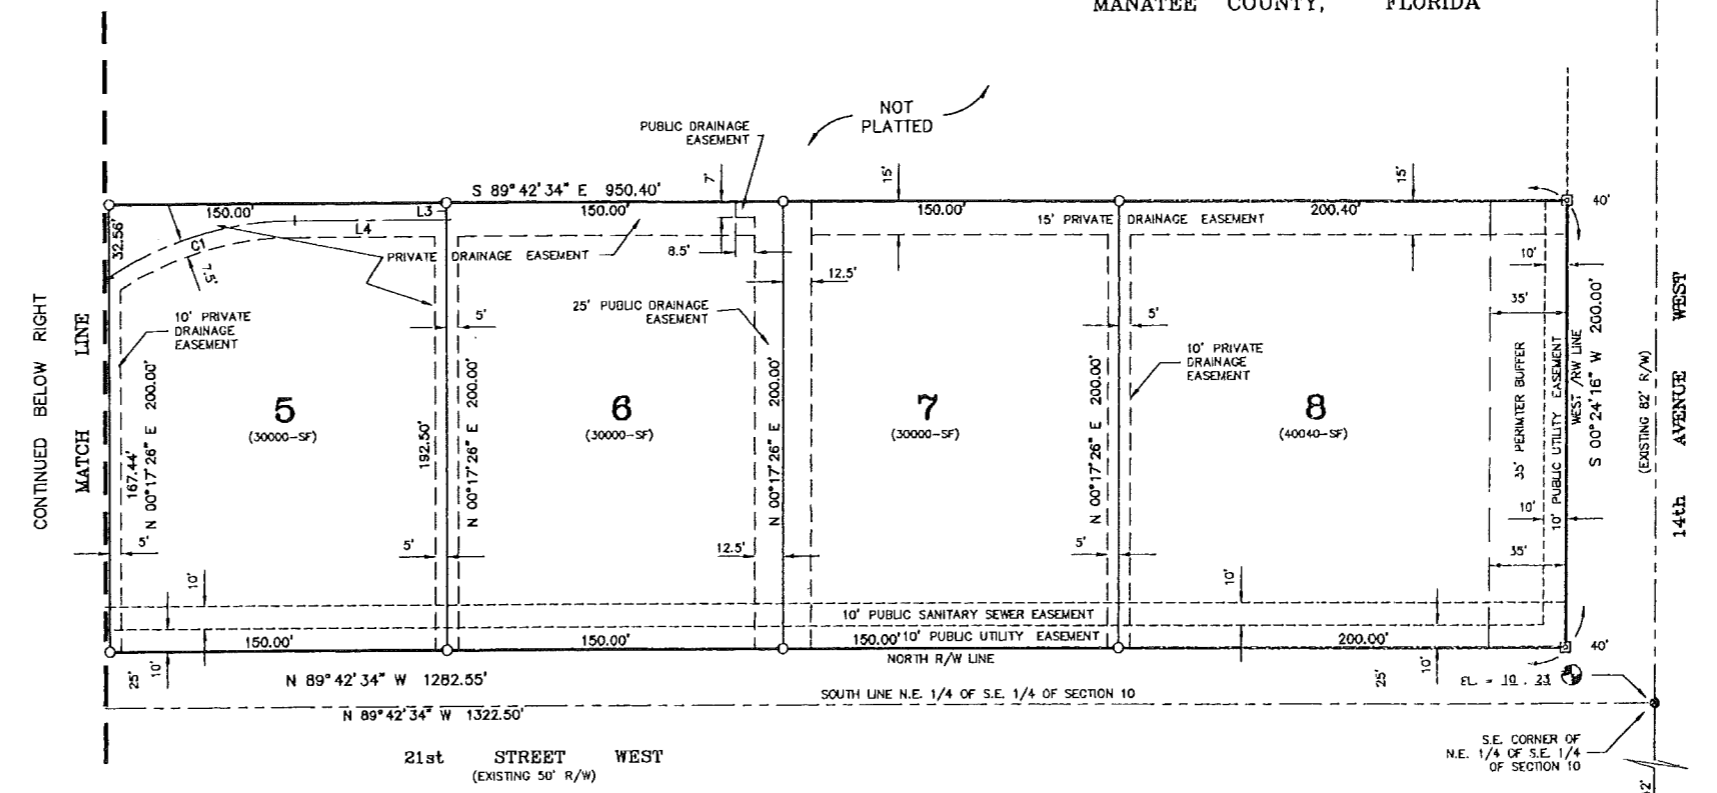 MANATEE COUNTY, FLORIDA
NOT
PLATTED
PUBLIC DRAINAGE
EASEMENT
7'
15'
15'
S 89°42'34" E 950.40'
40'
150.00'
L3
150.00'
150.00'
200.40'
15' PRIVATE DRAINAGE EASEMENT
32.56'
C1
L4
7.5'
PRIVATE DRAINAGE EASEMENT
8.5'
12.5'
10'
35'
10' PRIVATE
DRAINAGE
EASEMENT
5'
25' PUBLIC DRAINAGE
EASEMENT
5'
10' PRIVATE
DRAINAGE
EASEMENT
CONTINUED BELOW RIGHT
MATCH LINE
167.44'
N 00°17'26" E 200.00'
5
(30000-SF)
192.50'
N 00°17'26" E 200.00'
6
(30000-SF)
N 00°17'26" E 200.00'
7
(30000-SF)
N 00°17'26" E 200.00'
8
(40040-SF)
35' PERIMITER BUFFER
10' PUBLIC UTILITY EASEMENT
WEST /RW LINE
S 00°24'16" W 200.00'
(EXISTING 82' R/W)
14th AVENUE WEST
5'
5'
12.5'
5'
10'
35'
10'
10'
10' PUBLIC SANITARY SEWER EASEMENT
150.00'
150.00'
150.00'
10' PUBLIC UTILITY EASEMENT
200.00'
40'
NORTH R/W LINE
25'
10'
25'
10'
N 89°42'34" W 1282.55'
EL. = 10.23
SOUTH LINE N.E. 1/4 OF S.E. 1/4 OF SECTION 10
N 89°42'34" W 1322.50'
S.E. CORNER OF
N.E. 1/4 OF S.E. 1/4
OF SECTION 10
21st STREET WEST
(EXISTING 50' R/W)